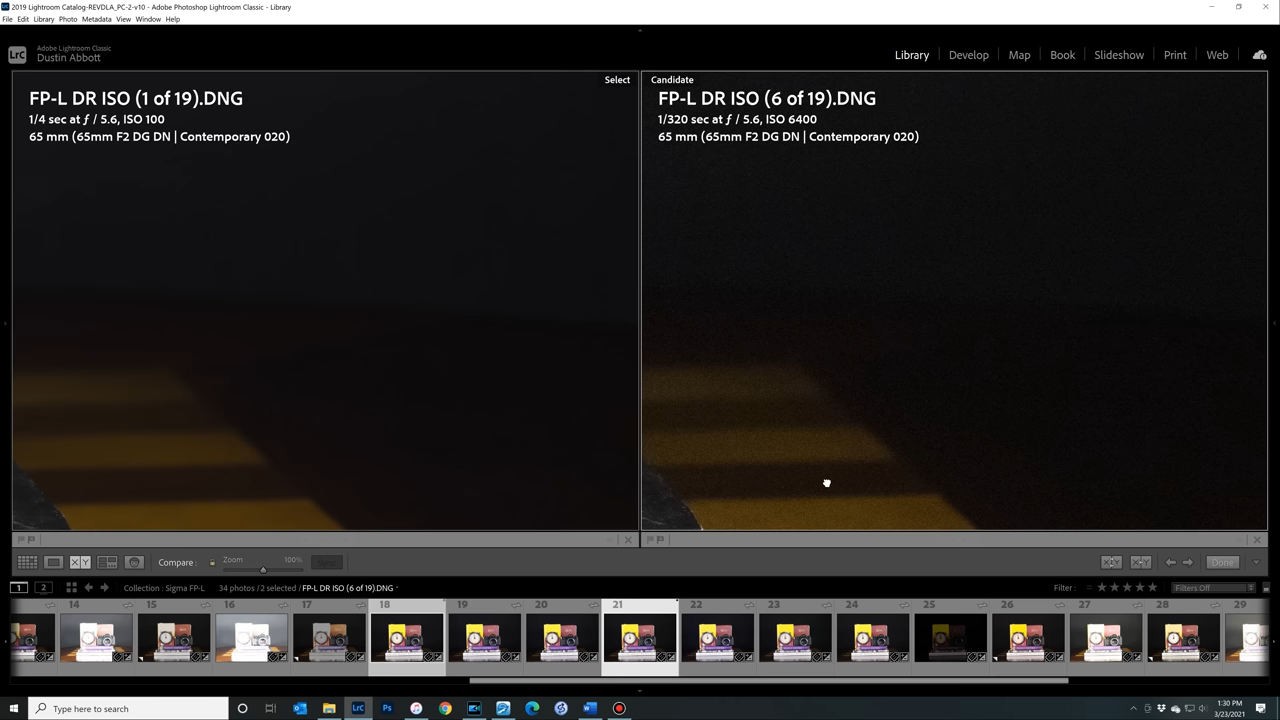 2019 Lightroom Catalog-REVDLA_PC-2-v10 - Adobe Photoshop Lightroom Classic - Library
File Edit Library Photo Metadata View Window Help
LrC
Adobe Lightroom Classic
Dustin Abbott
Library | Develop | Map | Book | Slideshow | Print | Web
Select
FP-L DR ISO (1 of 19).DNG
1/4 sec at ƒ / 5.6, ISO 100
65 mm (65mm F2 DG DN | Contemporary 020)
Candidate
FP-L DR ISO (6 of 19).DNG
1/320 sec at ƒ / 5.6, ISO 6400
65 mm (65mm F2 DG DN | Contemporary 020)
X Y
Compare :
Zoom 100%
Sync
Done
1 2
Collection : Sigma FP-L
34 photos / 2 selected / FP-L DR ISO (6 of 19).DNG
Filter :
Filters Off
14 15 16 17 18 19 20 21 22 23 24 25 26 27 28 29
Type here to search
LrC
Ps
1:30 PM
3/23/2021